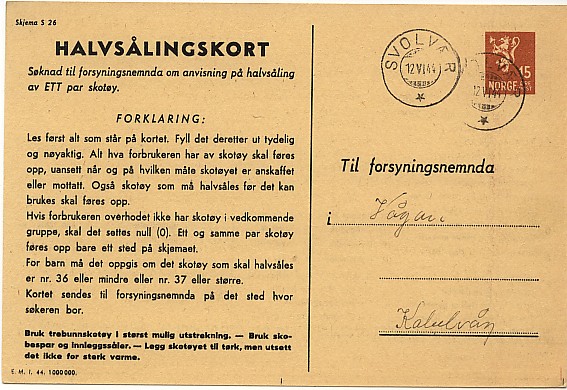 Skjema S 26
HALVSÅLINGSKORT
Søknad til forsyningsnemnda om anvisning på halvsåling
av ETT par skotøy.
FORKLARING:
Les først alt som står på kortet. Fyll det deretter ut tydelig
og nøyaktig. Alt hva forbrukeren har av skotøy skal føres
opp, uansett når og på hvilken måte skotøyet er anskaffet
eller mottatt. Også skotøy som må halvsåles før det kan
brukes skal føres opp.
Hvis forbrukeren overhodet ikke har skotøy i vedkommende
gruppe, skal det settes null (0). Ett og samme par skotøy
føres opp bare ett sted på skjemaet.
For barn må det oppgis om det skotøy som skal halvsåles
er nr. 36 eller mindre eller nr. 37 eller større.
Kortet sendes til forsyningsnemnda på det sted hvor
søkeren bor.
Bruk trebunnskotøy i størst mulig utstrekning. — Bruk sko-
bespar og innleggssåler. — Legg skotøyet til tørk, men utsett
det ikke for sterk varme.
E. M. I. 44. 1000000.
SVOLVÆR
12 VI 44
15
NORGE
Til forsyningsnemnda
i Vågan
Kabelvåg